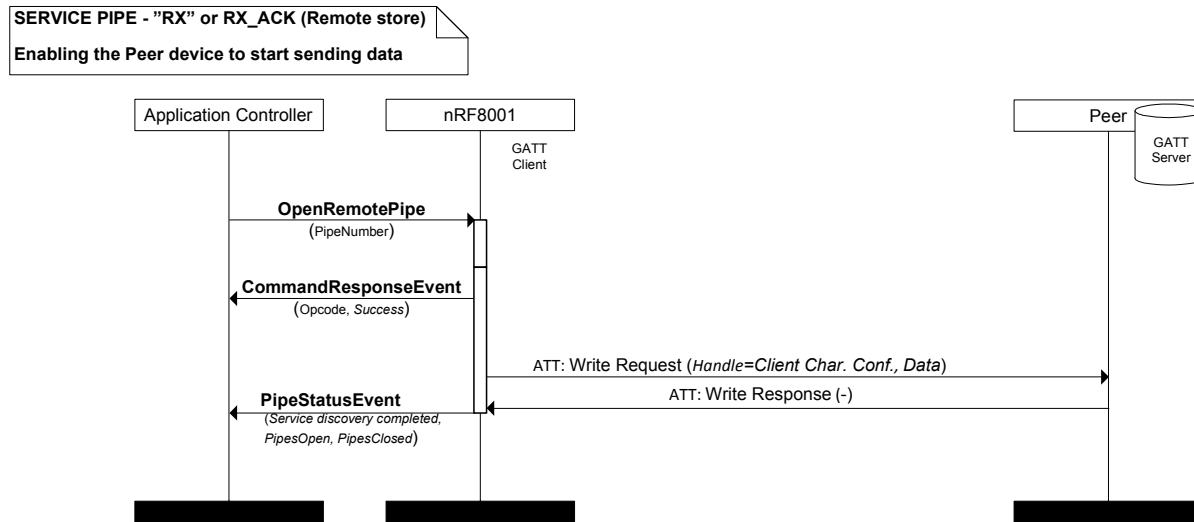 SERVICE PIPE - ”RX” or RX_ACK (Remote store)
Enabling the Peer device to start sending data
Application Controller
nRF8001
Peer
GATT
Client
GATT
Server
OpenRemotePipe
(PipeNumber)
CommandResponseEvent
(Opcode, Success)
ATT: Write Request (Handle=Client Char. Conf., Data)
ATT: Write Response (-)
PipeStatusEvent
(Service discovery completed,
PipesOpen, PipesClosed)